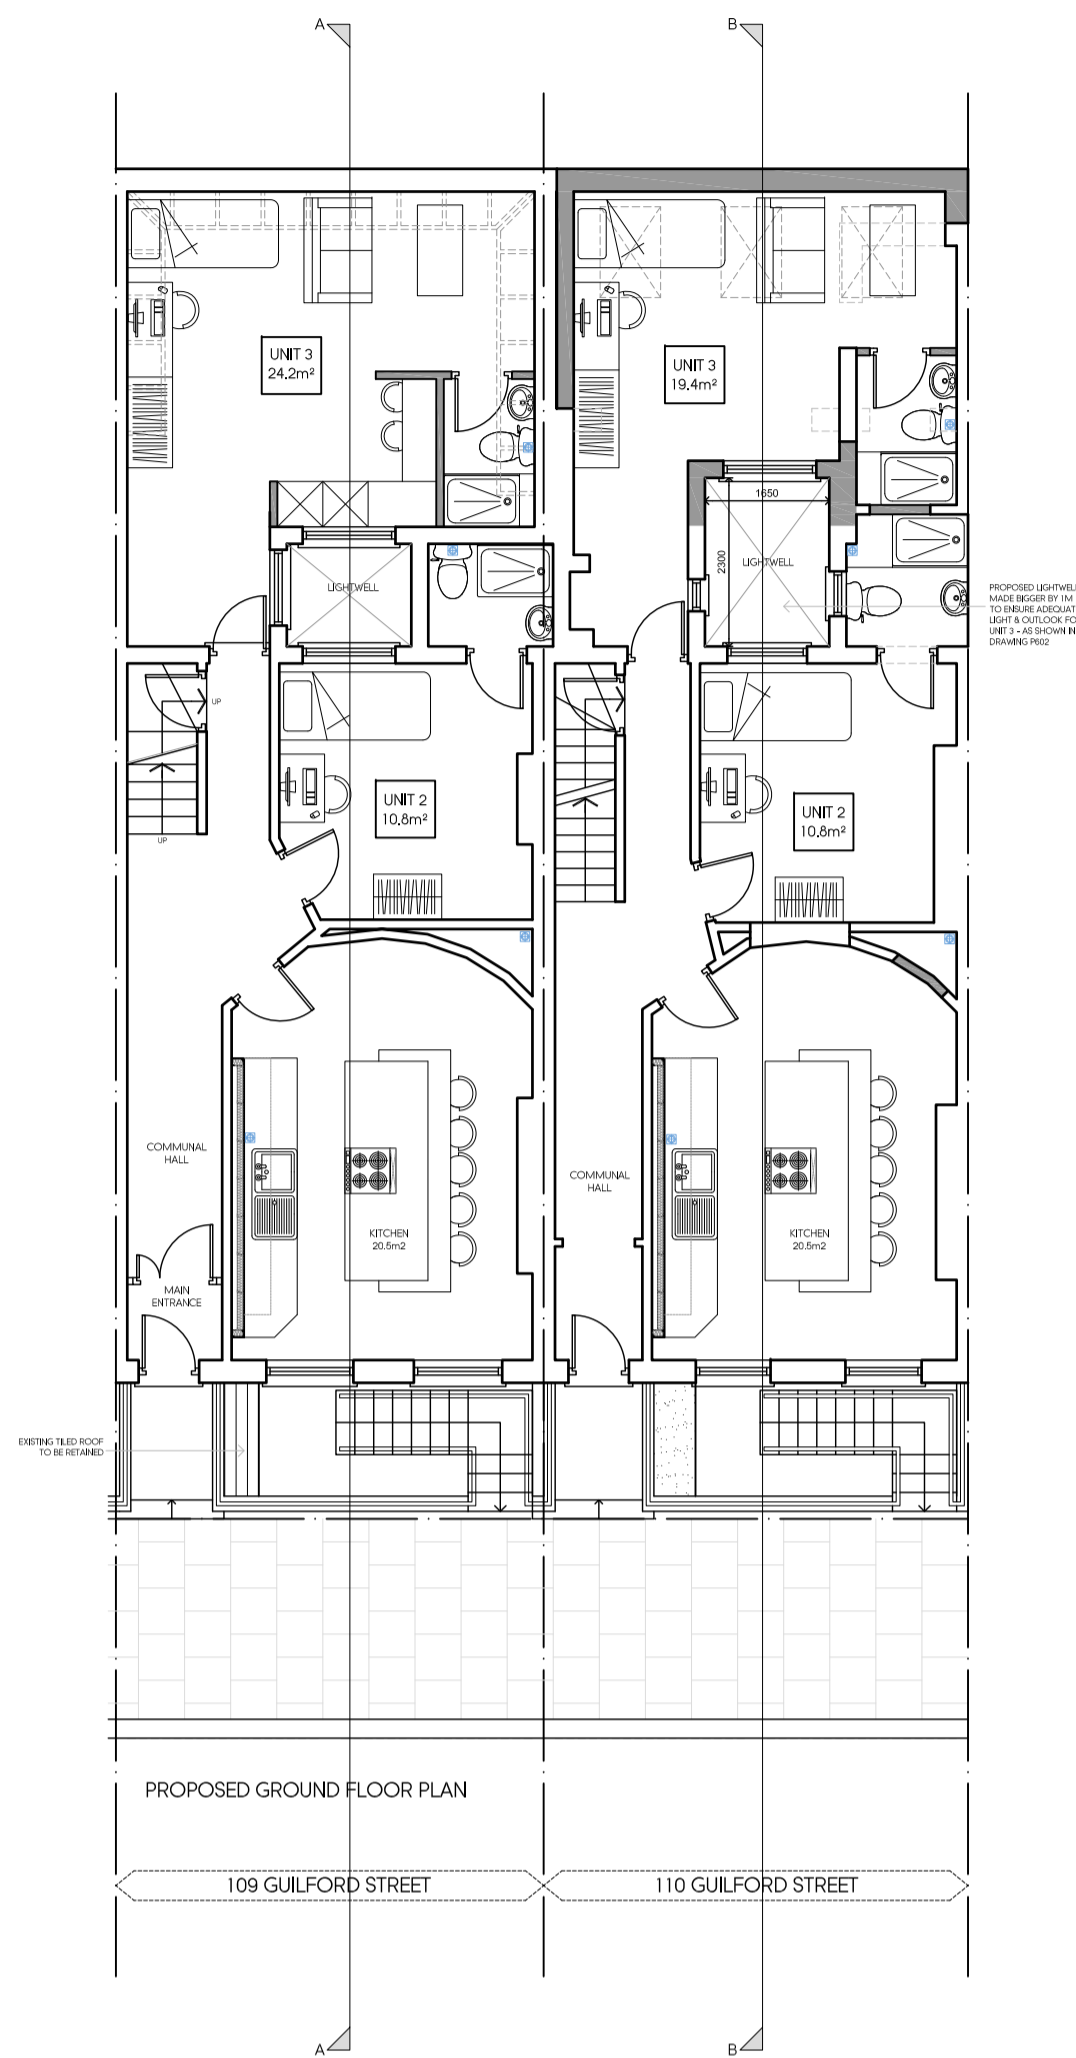 A
B
UNIT 3
24.2m²
UNIT 3
19.4m²
1650
2300
LIGHTWELL
LIGHTWELL
PROPOSED LIGHTWELL
MADE BIGGER BY 1M
TO ENSURE ADEQUAT
LIGHT & OUTLOOK FO
UNIT 3 - AS SHOWN IN
DRAWING P602
UP
UP
UNIT 2
10.8m²
UNIT 2
10.8m²
COMMUNAL
HALL
COMMUNAL
HALL
KITCHEN
20.5m2
KITCHEN
20.5m2
MAIN
ENTRANCE
EXISTING TILED ROOF
TO BE RETAINED
PROPOSED GROUND FLOOR PLAN
109 GUILFORD STREET
110 GUILFORD STREET
A
B